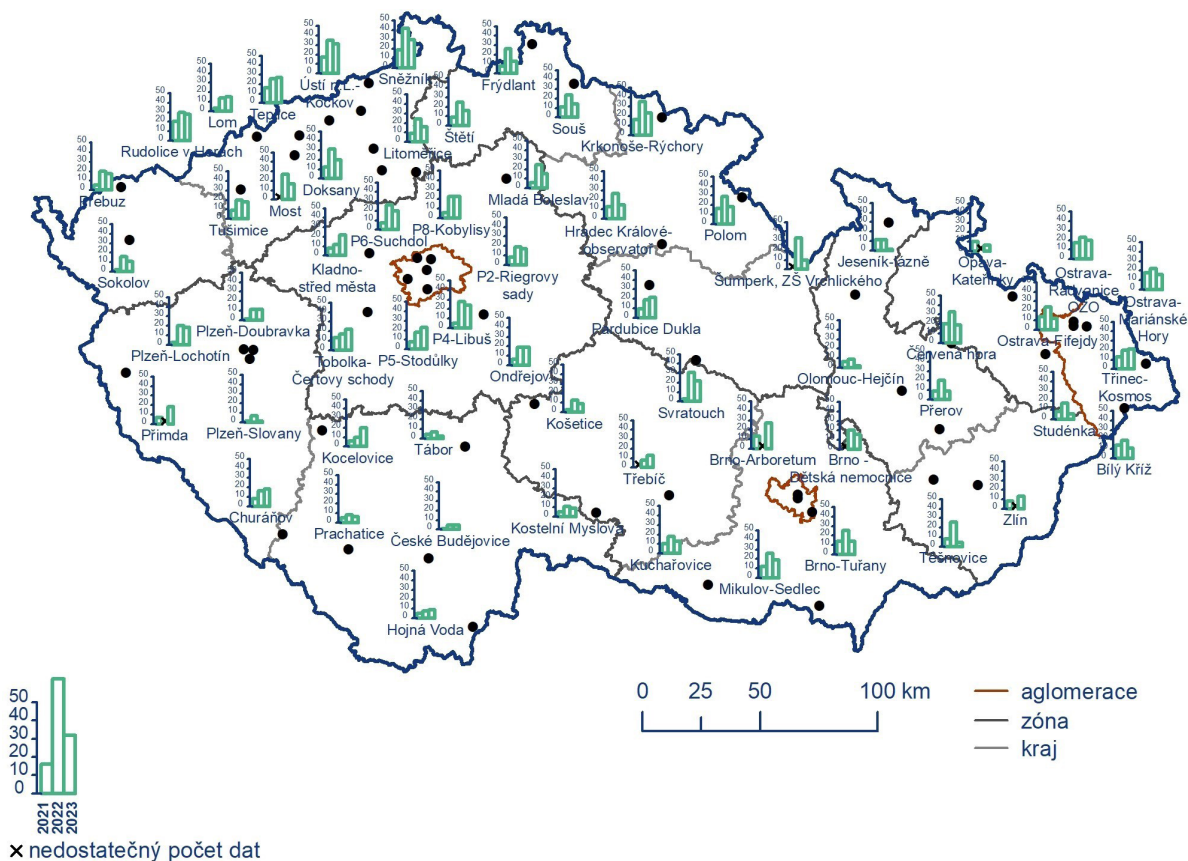 Ústí n.L.-
Kočkov
Sněžník
Frýdlant
Teplice
Lom
Rudolice v Horách
Litoměřice
Štětí
Souš
Krkonoše-Rýchory
Přebuz
Tušimice
Most
Doksany
Mladá Boleslav
P8-Kobylisy
P6-Suchdol
Hradec Králové-
observatoř
Polom
Jeseník-lázně
Opava-
Kateřinky
Ostrava-
Radvanice
OZO
Ostrava-
Mariánské
Hory
Sokolov
Kladno-
střed města
P2-Riegrovy
sady
Šumperk, ZŠ Vrchlického
Plzeň-Doubravka
Plzeň-Lochotín
Tobolka-
Čertovy schody
P5-Stodůlky
P4-Libuš
Ondřejov
Pardubice Dukla
Olomouc-Hejčín
Červená hora
Ostrava-Fifejdy
Třinec-
Kosmos
Přimda
Plzeň-Slovany
Kocelovice
Tábor
Košetice
Svratouch
Přerov
Studénka
Bílý Kříž
Třebíč
Brno-Arboretum
Brno -
Dětská nemocnice
Churáňov
Prachatice
České Budějovice
Kostelní Myslová
Kuchařovice
Mikulov-Sedlec
Brno-Tuřany
Těšnovice
Zlín
Hojná Voda
50
40
30
20
10
0
2021
2022
2023
× nedostatečný počet dat
0 25 50 100 km
aglomerace
zóna
kraj